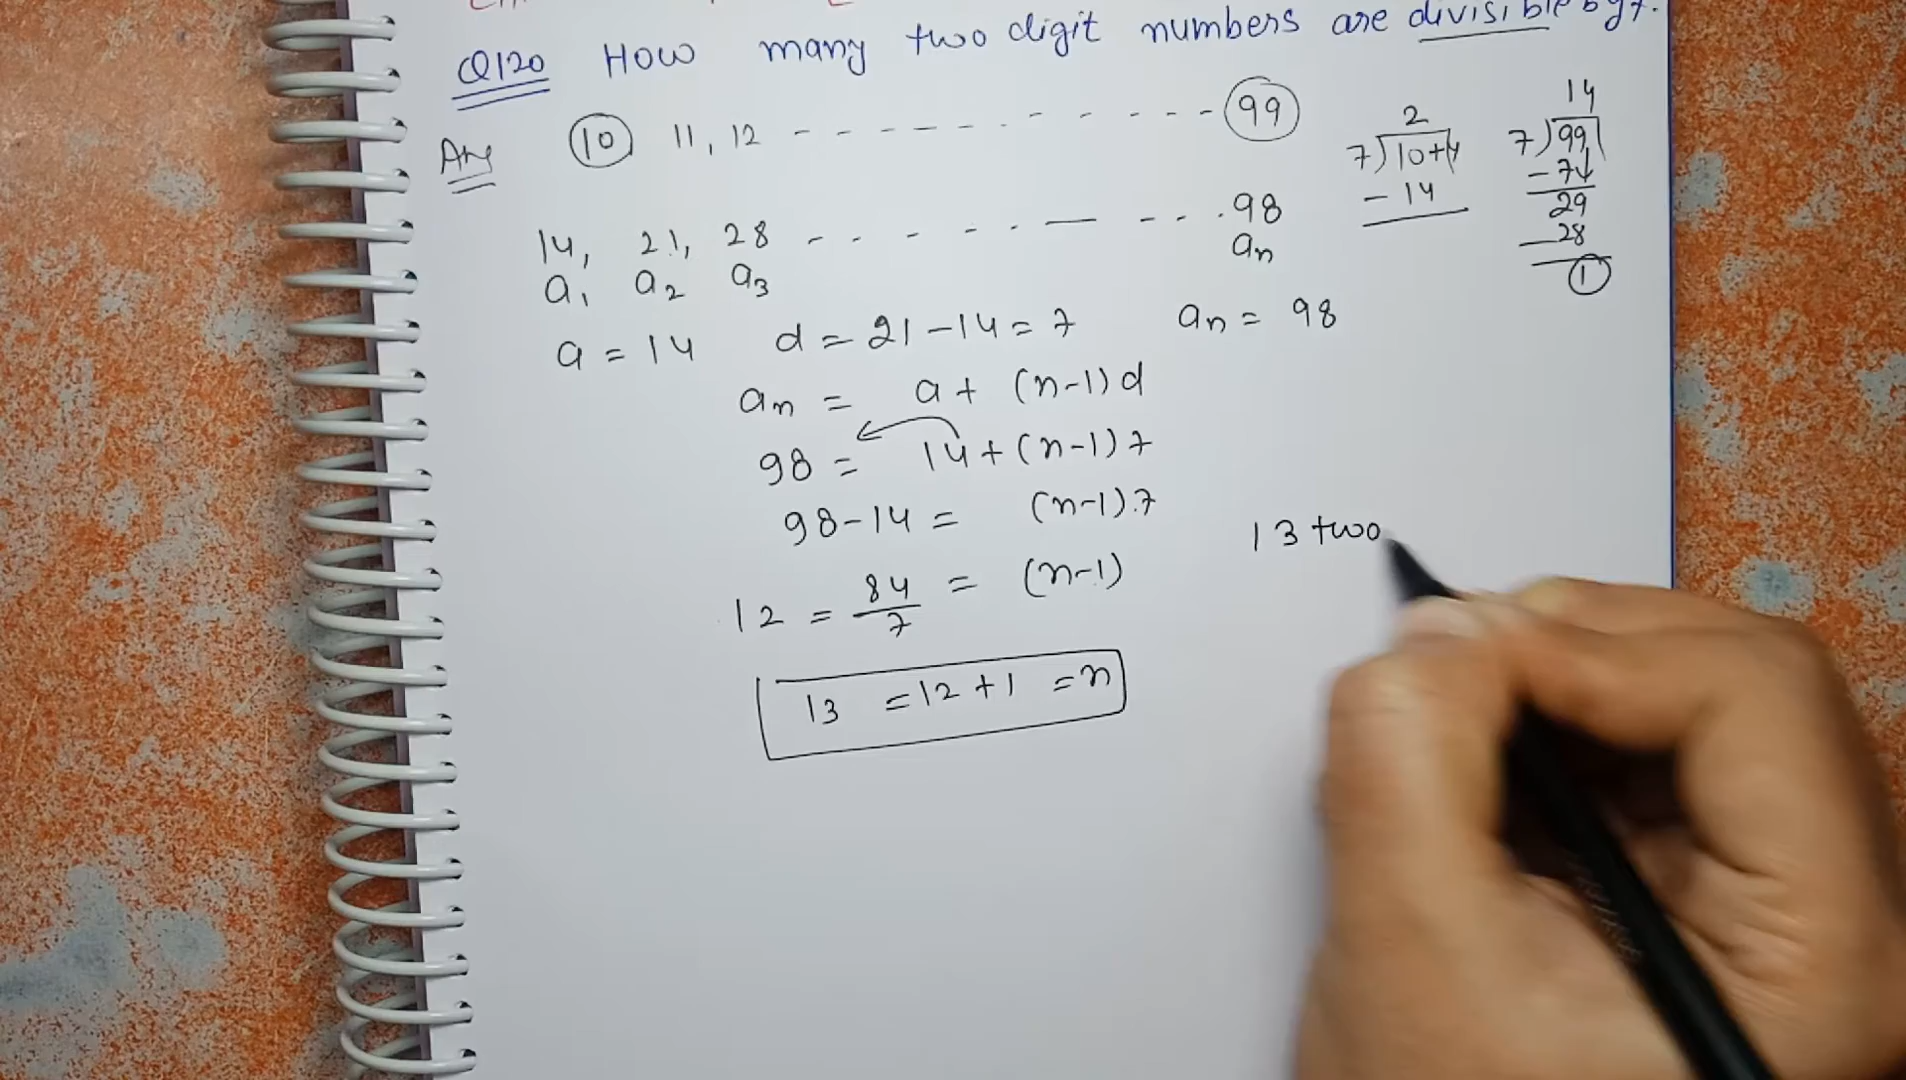 Q120 How many two digit numbers are divisible by 7.
Ans 10 11, 12 - - - - - - - - - - - - 99
2
7)10+4
- 14
14
7)99
- 7↓
29
28
1
14, 21, 28 - - - - - — - - . 98
a1 a2 a3 an
a = 14 d = 21 - 14 = 7 an = 98
an = a + (n-1) d
98 = 14 + (n-1) 7
98 - 14 = (n-1).7
12 = 84/7 = (n-1)
13 = 12 + 1 = n
13 two